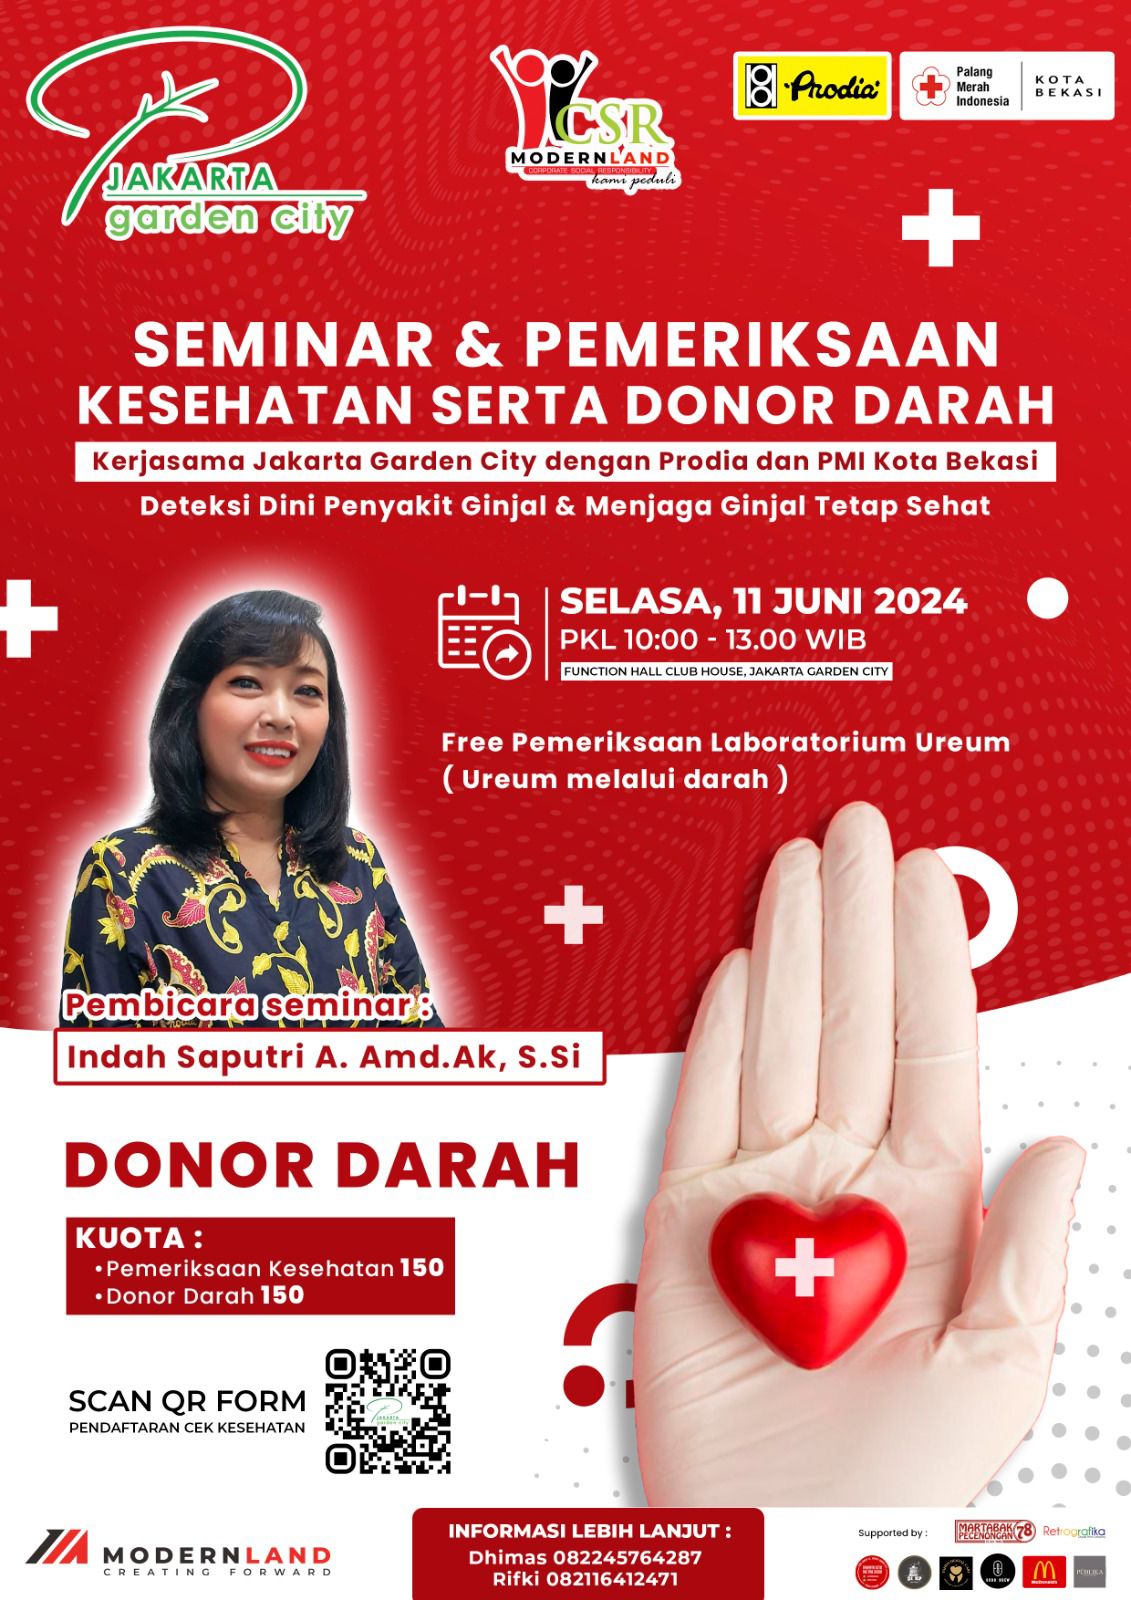 JAKARTA
garden city
CSR
MODERNLAND
CORPORATE SOCIAL RESPONSIBILITY
kami peduli
Prodia
Palang
Merah
Indonesia
KOTA
BEKASI
SEMINAR & PEMERIKSAAN
KESEHATAN SERTA DONOR DARAH
Kerjasama Jakarta Garden City dengan Prodia dan PMI Kota Bekasi
Deteksi Dini Penyakit Ginjal & Menjaga Ginjal Tetap Sehat
SELASA, 11 JUNI 2024
PKL 10:00 - 13.00 WIB
FUNCTION HALL CLUB HOUSE, JAKARTA GARDEN CITY
Free Pemeriksaan Laboratorium Ureum
( Ureum melalui darah )
Pembicara seminar :
Indah Saputri A. Amd.Ak, S.Si
DONOR DARAH
KUOTA :
•Pemeriksaan Kesehatan 150
•Donor Darah 150
SCAN QR FORM
PENDAFTARAN CEK KESEHATAN
JAKARTA
garden city
MODERNLAND
CREATING FORWARD
INFORMASI LEBIH LANJUT :
Dhimas 082245764287
Rifki 082116412471
Supported by :
MARTABAK
PECENONGAN 78
Retrografika
McDonald's
PUBLIKA